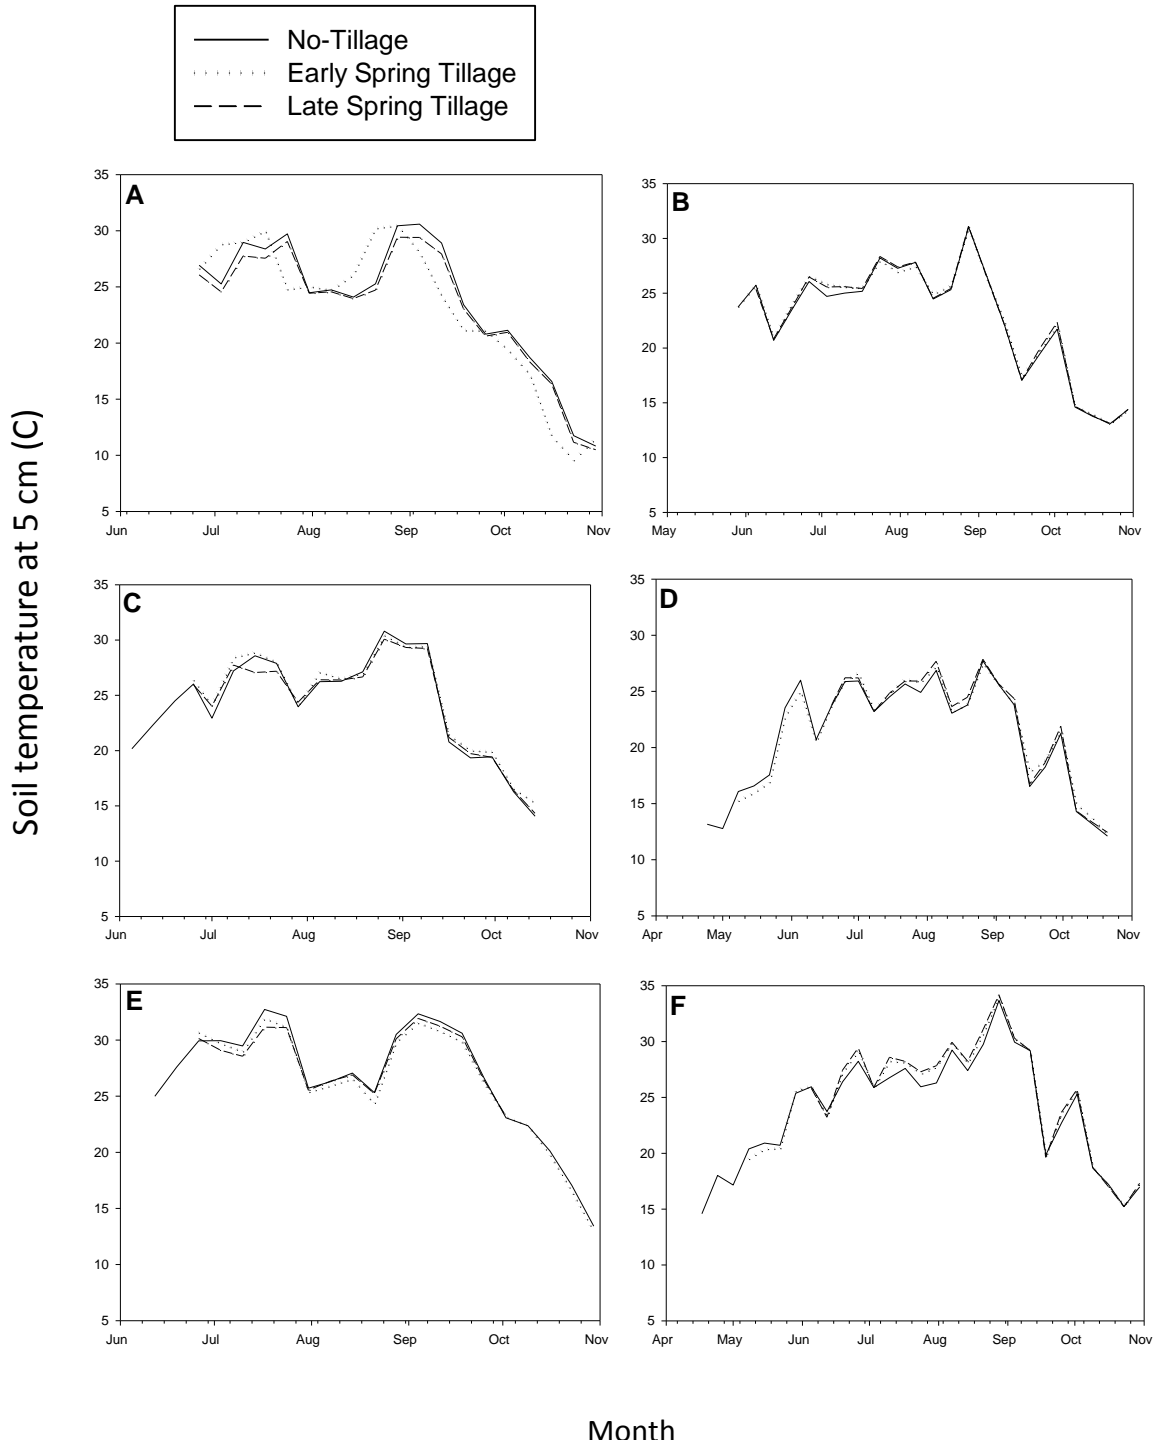 No-Tillage
Early Spring Tillage
Late Spring Tillage
Soil temperature at 5 cm (C)
A
35
30
25
20
15
10
5
Jun Jul Aug Sep Oct Nov
B
35
30
25
20
15
10
5
May Jun Jul Aug Sep Oct Nov
C
35
30
25
20
15
10
5
Jun Jul Aug Sep Oct Nov
D
35
30
25
20
15
10
5
Apr May Jun Jul Aug Sep Oct Nov
E
35
30
25
20
15
10
5
Jun Jul Aug Sep Oct Nov
F
35
30
25
20
15
10
5
Apr May Jun Jul Aug Sep Oct Nov
Month